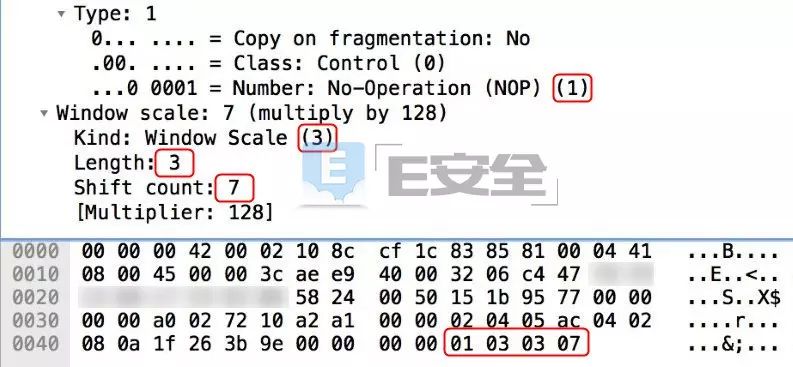 Type: 1
0... .... = Copy on fragmentation: No
.00. .... = Class: Control (0)
...0 0001 = Number: No-Operation (NOP) (1)
Window scale: 7 (multiply by 128)
Kind: Window Scale (3)
Length: 3
Shift count: 7
[Multiplier: 128]
E安全
0000 00 00 00 42 00 02 10 8c cf 1c 83 85 81 00 04 41 ...B....
0010 08 00 45 00 00 3c ae e9 40 00 32 06 c4 47 ..E..<..
0020 58 24 00 50 15 1b 95 77 00 00 ...S..X$
0030 00 00 a0 02 72 10 a2 a1 00 00 02 04 05 ac 04 02 ....r...
0040 08 0a 1f 26 3b 9e 00 00 00 00 01 03 03 07 ...&;...